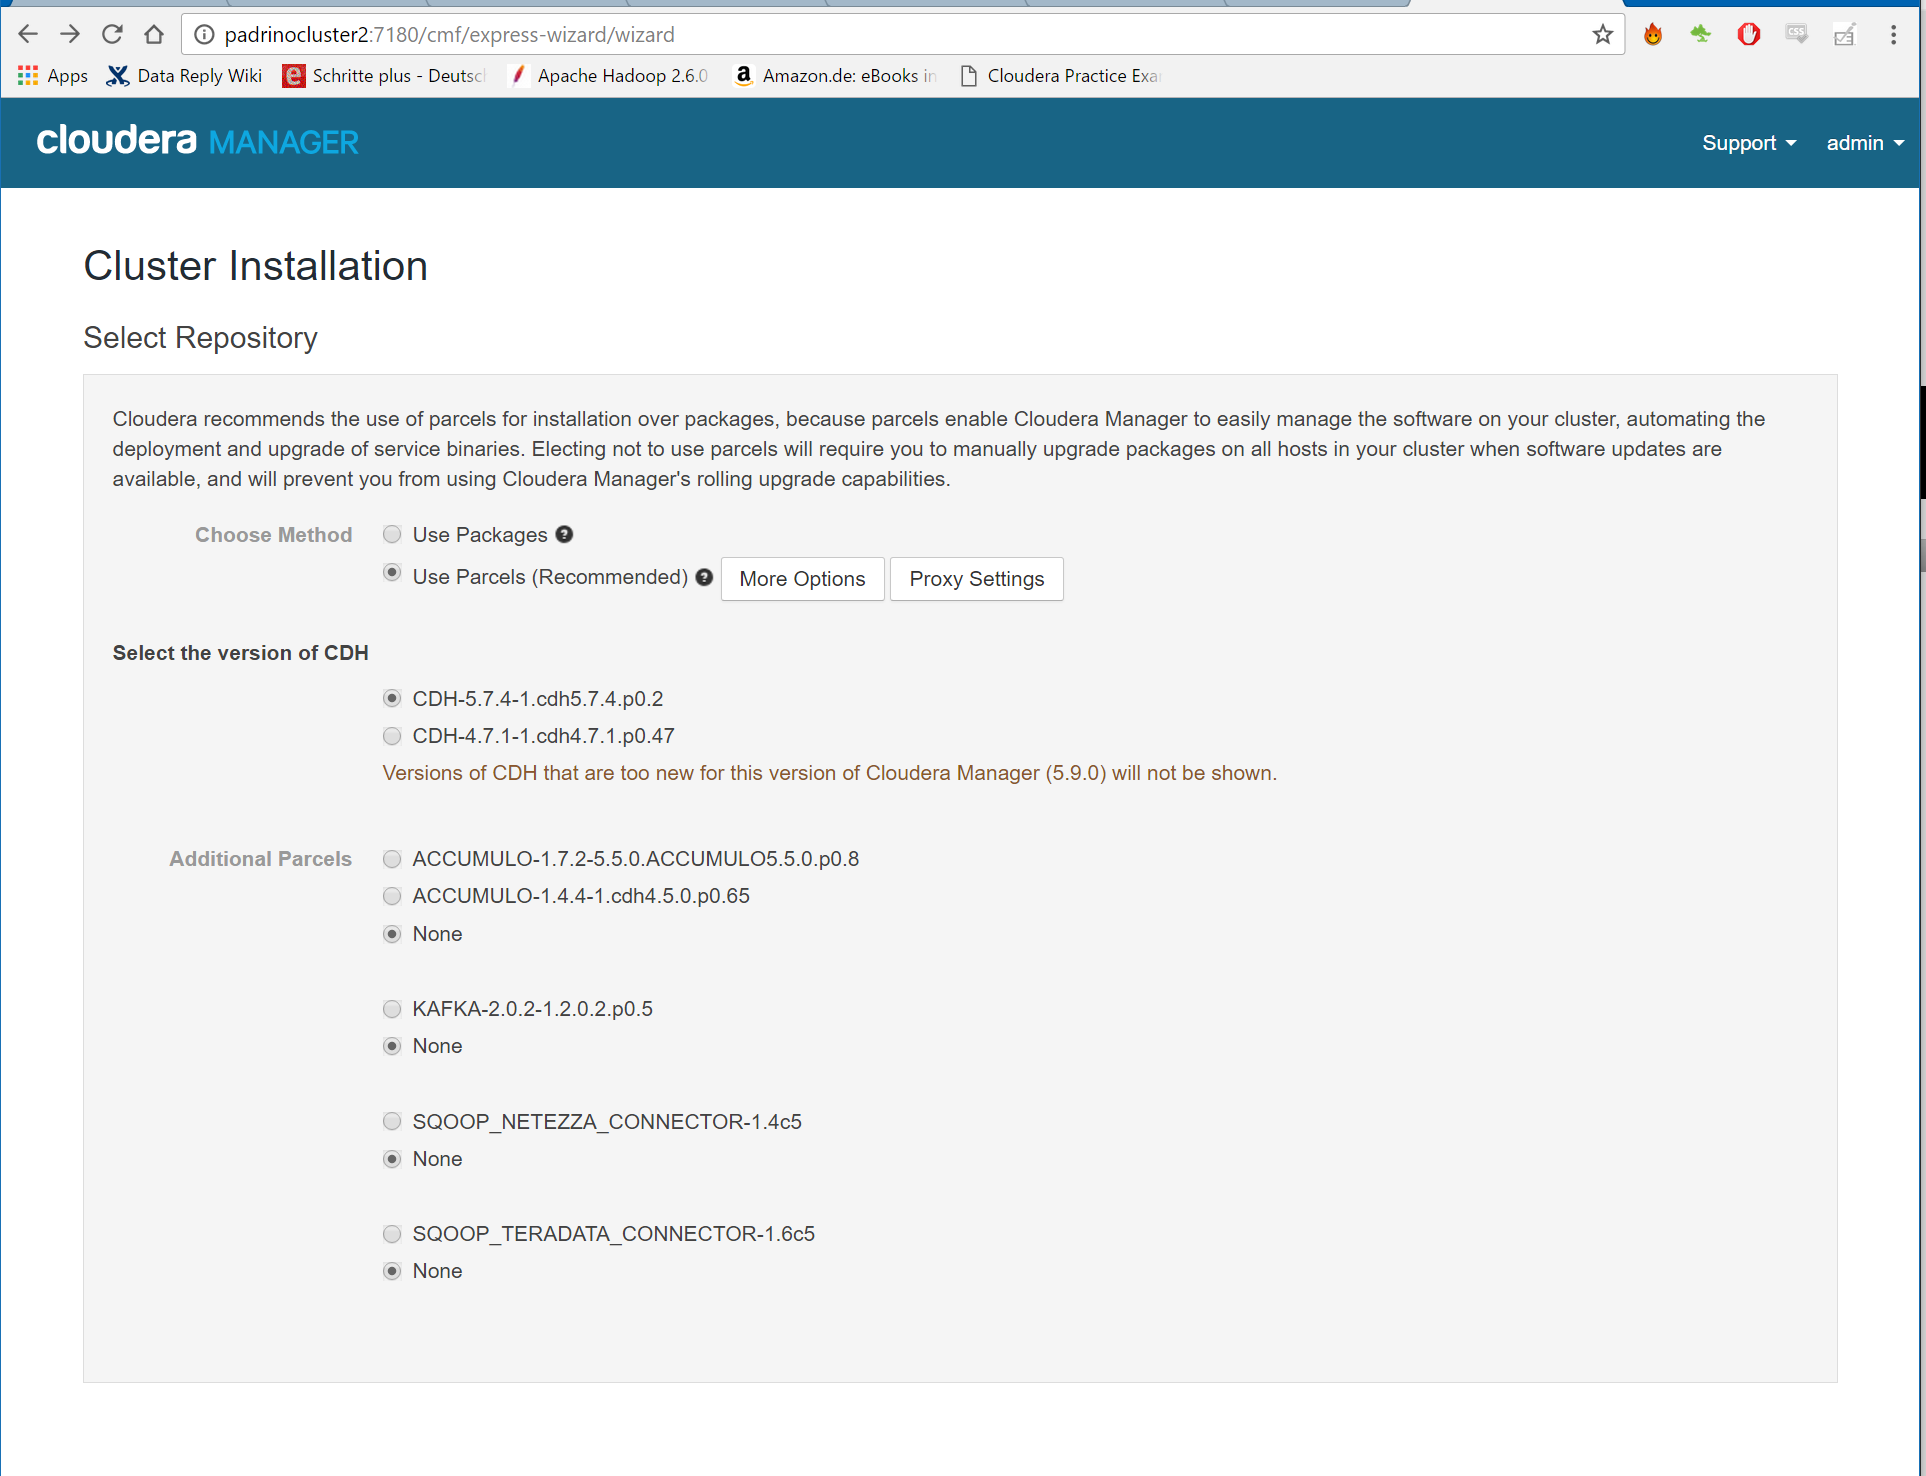 padrinocluster2:7180/cmf/express-wizard/wizard
Apps Data Reply Wiki Schritte plus - Deutsc Apache Hadoop 2.6.0 Amazon.de: eBooks in Cloudera Practice Exa
cloudera MANAGER
Support admin
Cluster Installation
Select Repository
Cloudera recommends the use of parcels for installation over packages, because parcels enable Cloudera Manager to easily manage the software on your cluster, automating the
deployment and upgrade of service binaries. Electing not to use parcels will require you to manually upgrade packages on all hosts in your cluster when software updates are
available, and will prevent you from using Cloudera Manager's rolling upgrade capabilities.
Choose Method Use Packages ?
Use Parcels (Recommended) ? More Options Proxy Settings
Select the version of CDH
CDH-5.7.4-1.cdh5.7.4.p0.2
CDH-4.7.1-1.cdh4.7.1.p0.47
Versions of CDH that are too new for this version of Cloudera Manager (5.9.0) will not be shown.
Additional Parcels ACCUMULO-1.7.2-5.5.0.ACCUMULO5.5.0.p0.8
ACCUMULO-1.4.4-1.cdh4.5.0.p0.65
None
KAFKA-2.0.2-1.2.0.2.p0.5
None
SQOOP_NETEZZA_CONNECTOR-1.4c5
None
SQOOP_TERADATA_CONNECTOR-1.6c5
None